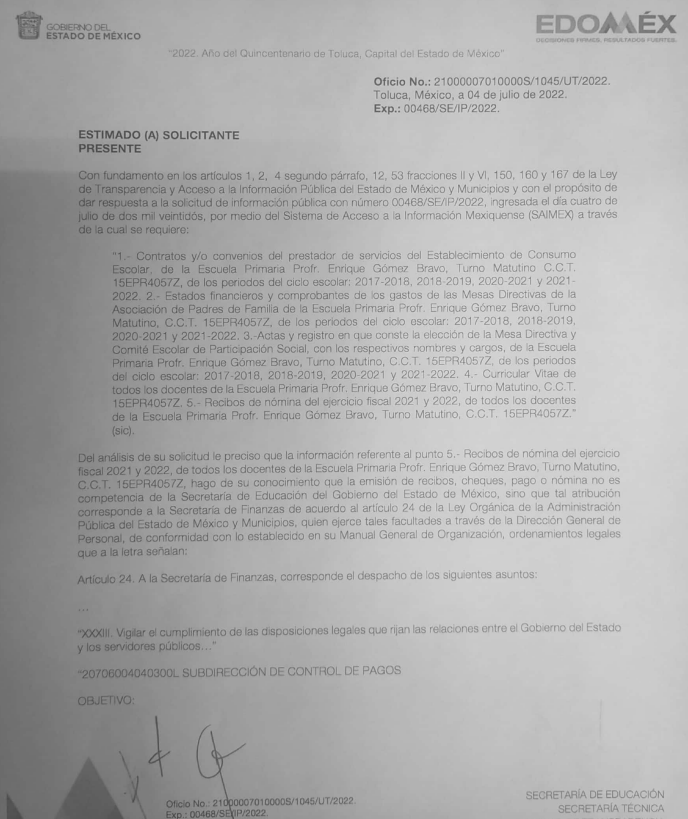 GOBIERNO DEL
ESTADO DE MÉXICO
EDOMÉX
DECISIONES FIRMES, RESULTADOS FUERTES.
"2022. Año del Quincentenario de Toluca, Capital del Estado de México"
Oficio No.: 21000007010000S/1045/UT/2022.
Toluca, México, a 04 de julio de 2022.
Exp.: 00468/SE/IP/2022.
ESTIMADO (A) SOLICITANTE
PRESENTE
Con fundamento en los artículos 1, 2, 4 segundo párrafo, 12, 53 fracciones II y VI, 150, 160 y 167 de la Ley
de Transparencia y Acceso a la Información Pública del Estado de México y Municipios y con el propósito de
dar respuesta a la solicitud de información pública con número 00468/SE/IP/2022, ingresada el día cuatro de
julio de dos mil veintidós, por medio del Sistema de Acceso a la Información Mexiquense (SAIMEX) a través
de la cual se requiere:
"1.- Contratos y/o convenios del prestador de servicios del Establecimiento de Consumo
Escolar, de la Escuela Primaria Profr. Enrique Gómez Bravo, Turno Matutino C.C.T.
15EPR4057Z, de los periodos del ciclo escolar: 2017-2018, 2018-2019, 2020-2021 y 2021-
2022. 2.- Estados financieros y comprobantes de los gastos de las Mesas Directivas de la
Asociación de Padres de Familia de la Escuela Primaria Profr. Enrique Gómez Bravo, Turno
Matutino, C.C.T. 15EPR4057Z, de los periodos del ciclo escolar: 2017-2018, 2018-2019,
2020-2021 y 2021-2022. 3.-Actas y registro en que conste la elección de la Mesa Directiva y
Comité Escolar de Participación Social, con los respectivos nombres y cargos, de la Escuela
Primaria Profr. Enrique Gómez Bravo, Turno Matutino, C.C.T. 15EPR4057Z, de los periodos
del ciclo escolar: 2017-2018, 2018-2019, 2020-2021 y 2021-2022. 4.- Curricular Vitae de
todos los docentes de la Escuela Primaria Profr. Enrique Gómez Bravo, Turno Matutino, C.C.T.
15EPR4057Z. 5.- Recibos de nómina del ejercicio fiscal 2021 y 2022, de todos los docentes
de la Escuela Primaria Profr. Enrique Gómez Bravo, Turno Matutino, C.C.T. 15EPR4057Z."
(sic).
Del análisis de su solicitud le preciso que la información referente al punto 5.- Recibos de nómina del ejercicio
fiscal 2021 y 2022, de todos los docentes de la Escuela Primaria Profr. Enrique Gómez Bravo, Turno Matutino,
C.C.T. 15EPR4057Z, hago de su conocimiento que la emisión de recibos, cheques, pago o nómina no es
competencia de la Secretaría de Educación del Gobierno del Estado de México, sino que tal atribución
corresponde a la Secretaría de Finanzas de acuerdo al artículo 24 de la Ley Orgánica de la Administración
Pública del Estado de México y Municipios, quien ejerce tales facultades a través de la Dirección General de
Personal, de conformidad con lo establecido en su Manual General de Organización, ordenamientos legales
que a la letra señalan:
Artículo 24. A la Secretaría de Finanzas, corresponde el despacho de los siguientes asuntos:
...
"XXXIII. Vigilar el cumplimiento de las disposiciones legales que rijan las relaciones entre el Gobierno del Estado
y los servidores públicos..."
"20706004040300L SUBDIRECCIÓN DE CONTROL DE PAGOS
OBJETIVO:
Oficio No.: 21000007010000S/1045/UT/2022.
Exp.: 00468/SE/IP/2022.
SECRETARÍA DE EDUCACIÓN
SECRETARÍA TÉCNICA